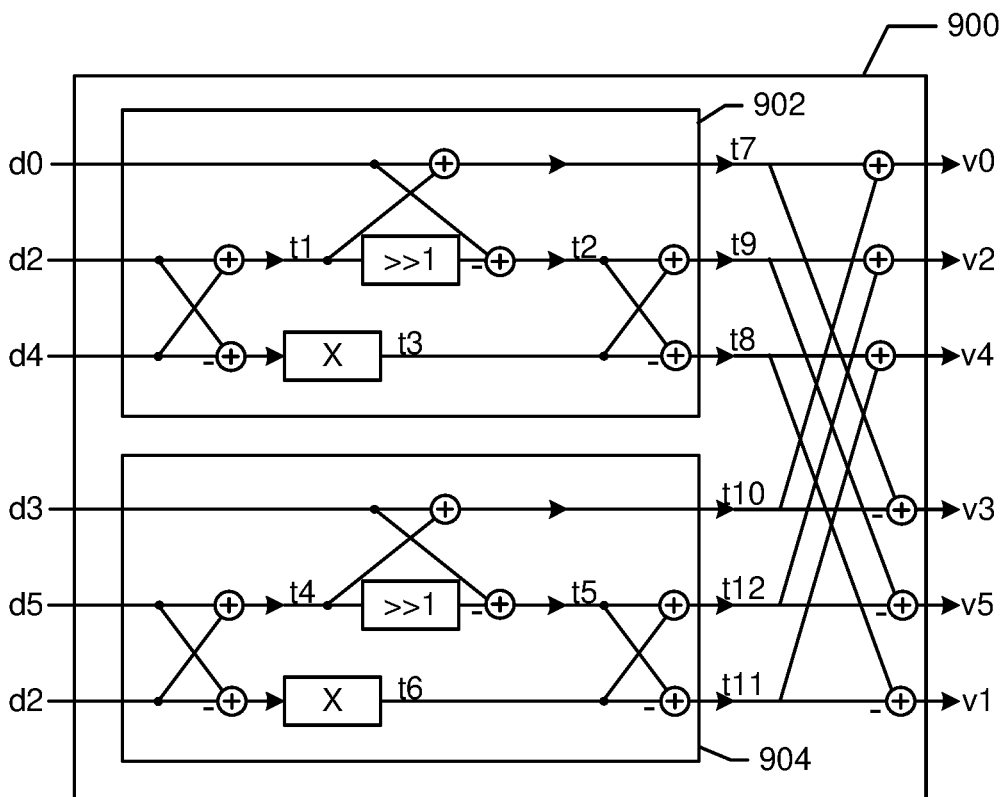 900
902
d0 + t7 + v0
d2 + t1 >>1 - + t2 + t9 + v2
d4 - + X t3 - + t8 + v4
d3 + t10 - + v3
d5 + t4 >>1 - + t5 + t12 - + v5
d2 - + X t6 - + t11 - + v1
904